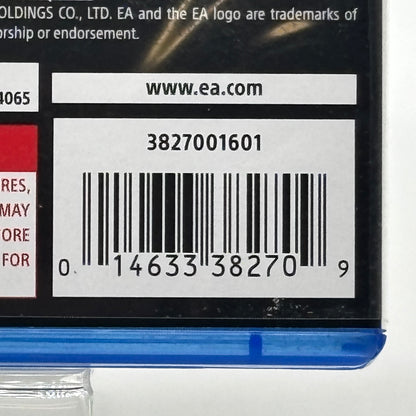 OLDINGS CO., LTD. EA and the EA logo are trademarks of
orship or endorsement.
4065
www.ea.com
3827001601
RES,
MAY
ORE
FOR
0 14633 38270 9